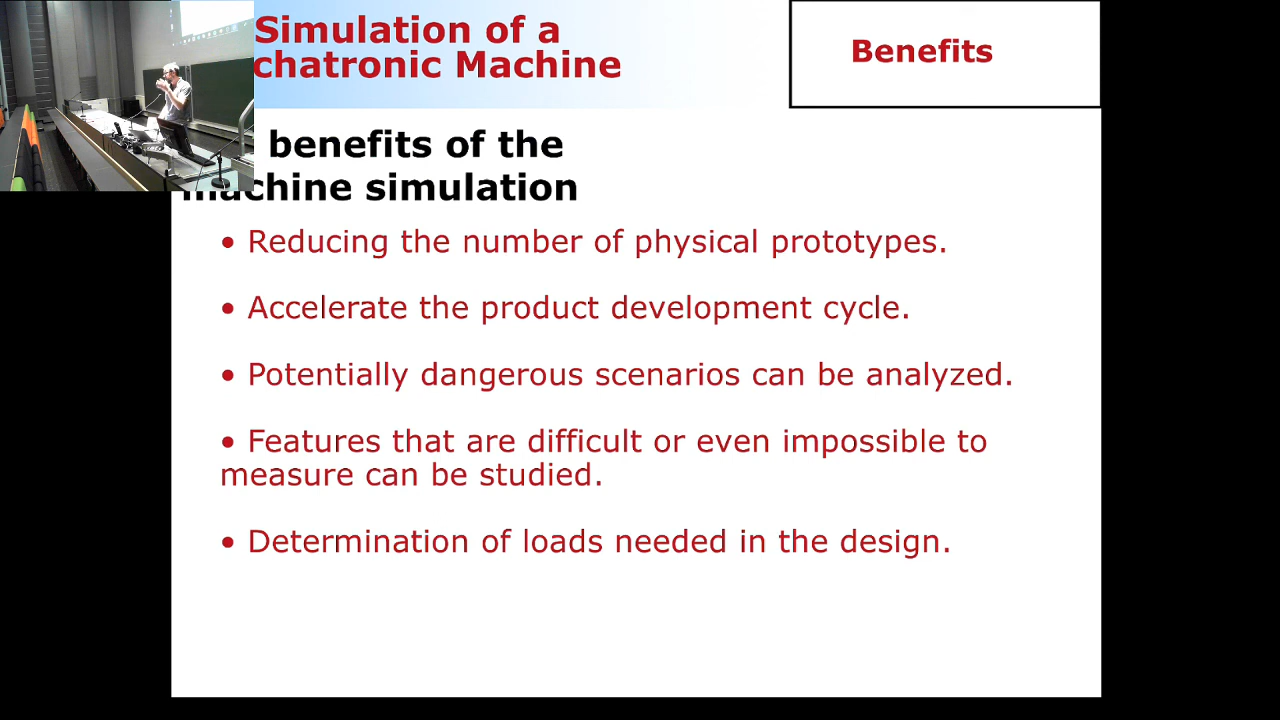 Simulation of a
chatronic Machine
Benefits
benefits of the
machine simulation
• Reducing the number of physical prototypes.
• Accelerate the product development cycle.
• Potentially dangerous scenarios can be analyzed.
• Features that are difficult or even impossible to
measure can be studied.
• Determination of loads needed in the design.